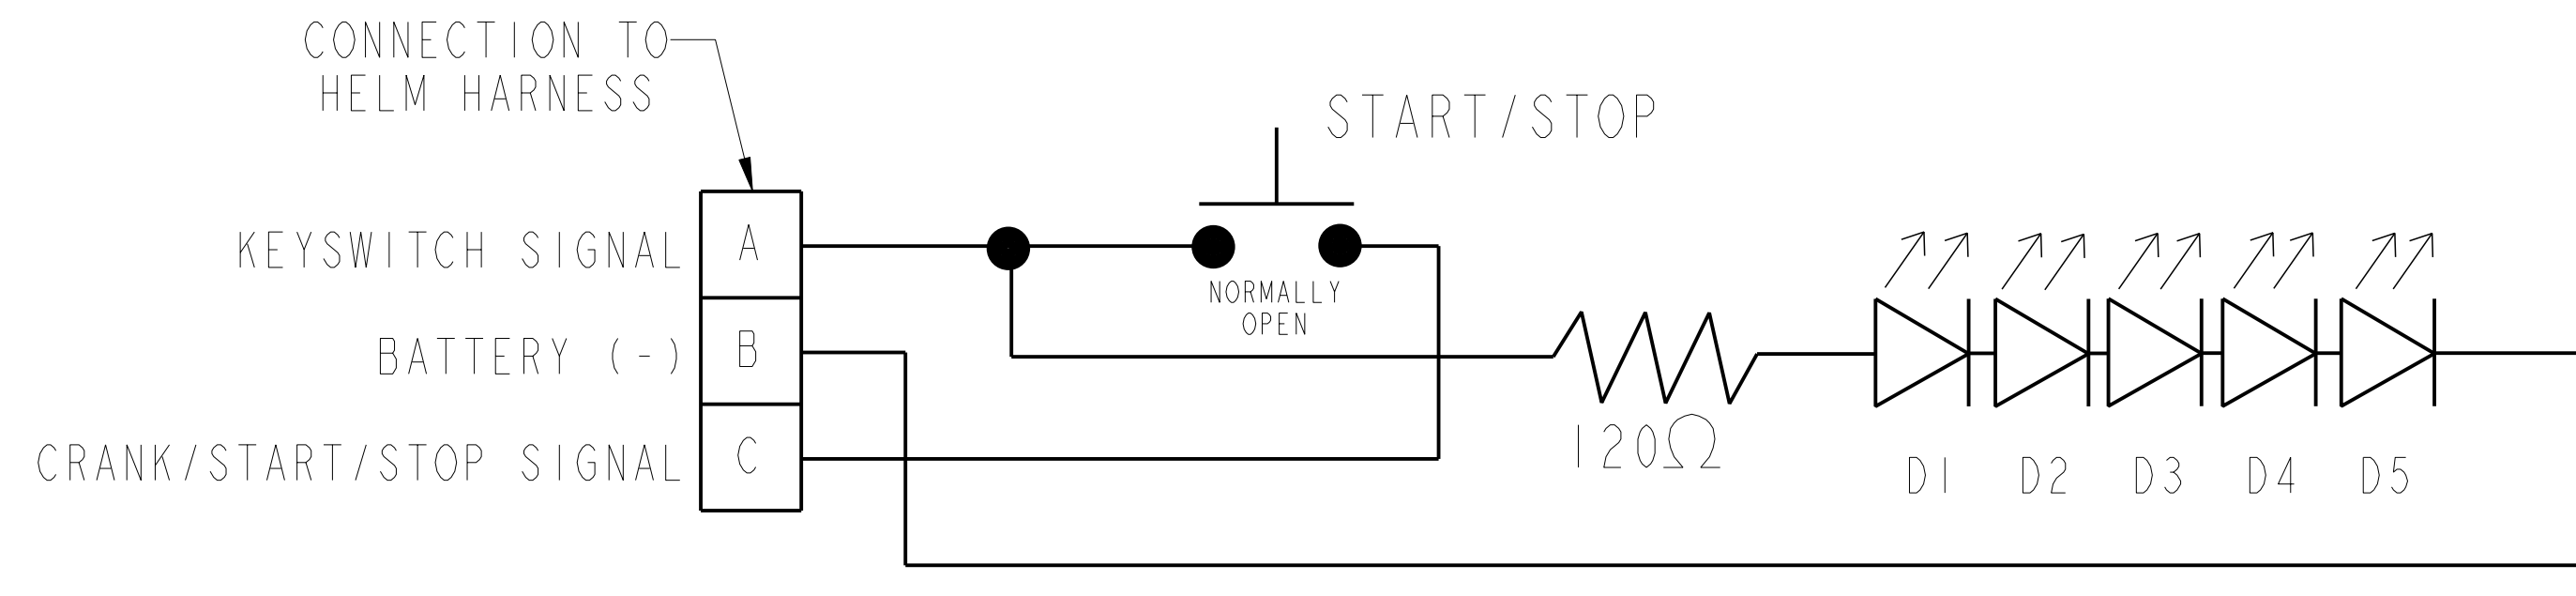 CONNECTION TO
HELM HARNESS
START/STOP
KEYSWITCH SIGNAL
A
NORMALLY
OPEN
BATTERY (-)
B
120Ω
CRANK/START/STOP SIGNAL
C
D1 D2 D3 D4 D5